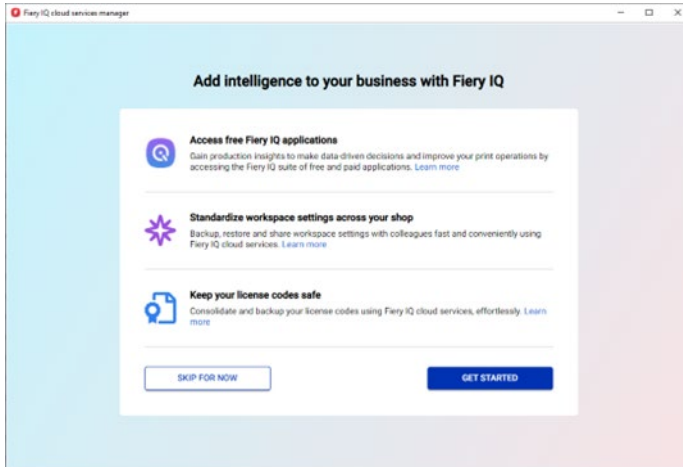 Fiery IQ cloud services manager
Add intelligence to your business with Fiery IQ
Access free Fiery IQ applications
Gain production insights to make data-driven decisions and improve your print operations by
accessing the Fiery IQ suite of free and paid applications. Learn more
Standardize workspace settings across your shop
Backup, restore and share workspace settings with colleagues fast and conveniently using
Fiery IQ cloud services. Learn more
Keep your license codes safe
Consolidate and backup your license codes using Fiery IQ cloud services, effortlessly. Learn
more
SKIP FOR NOW
GET STARTED